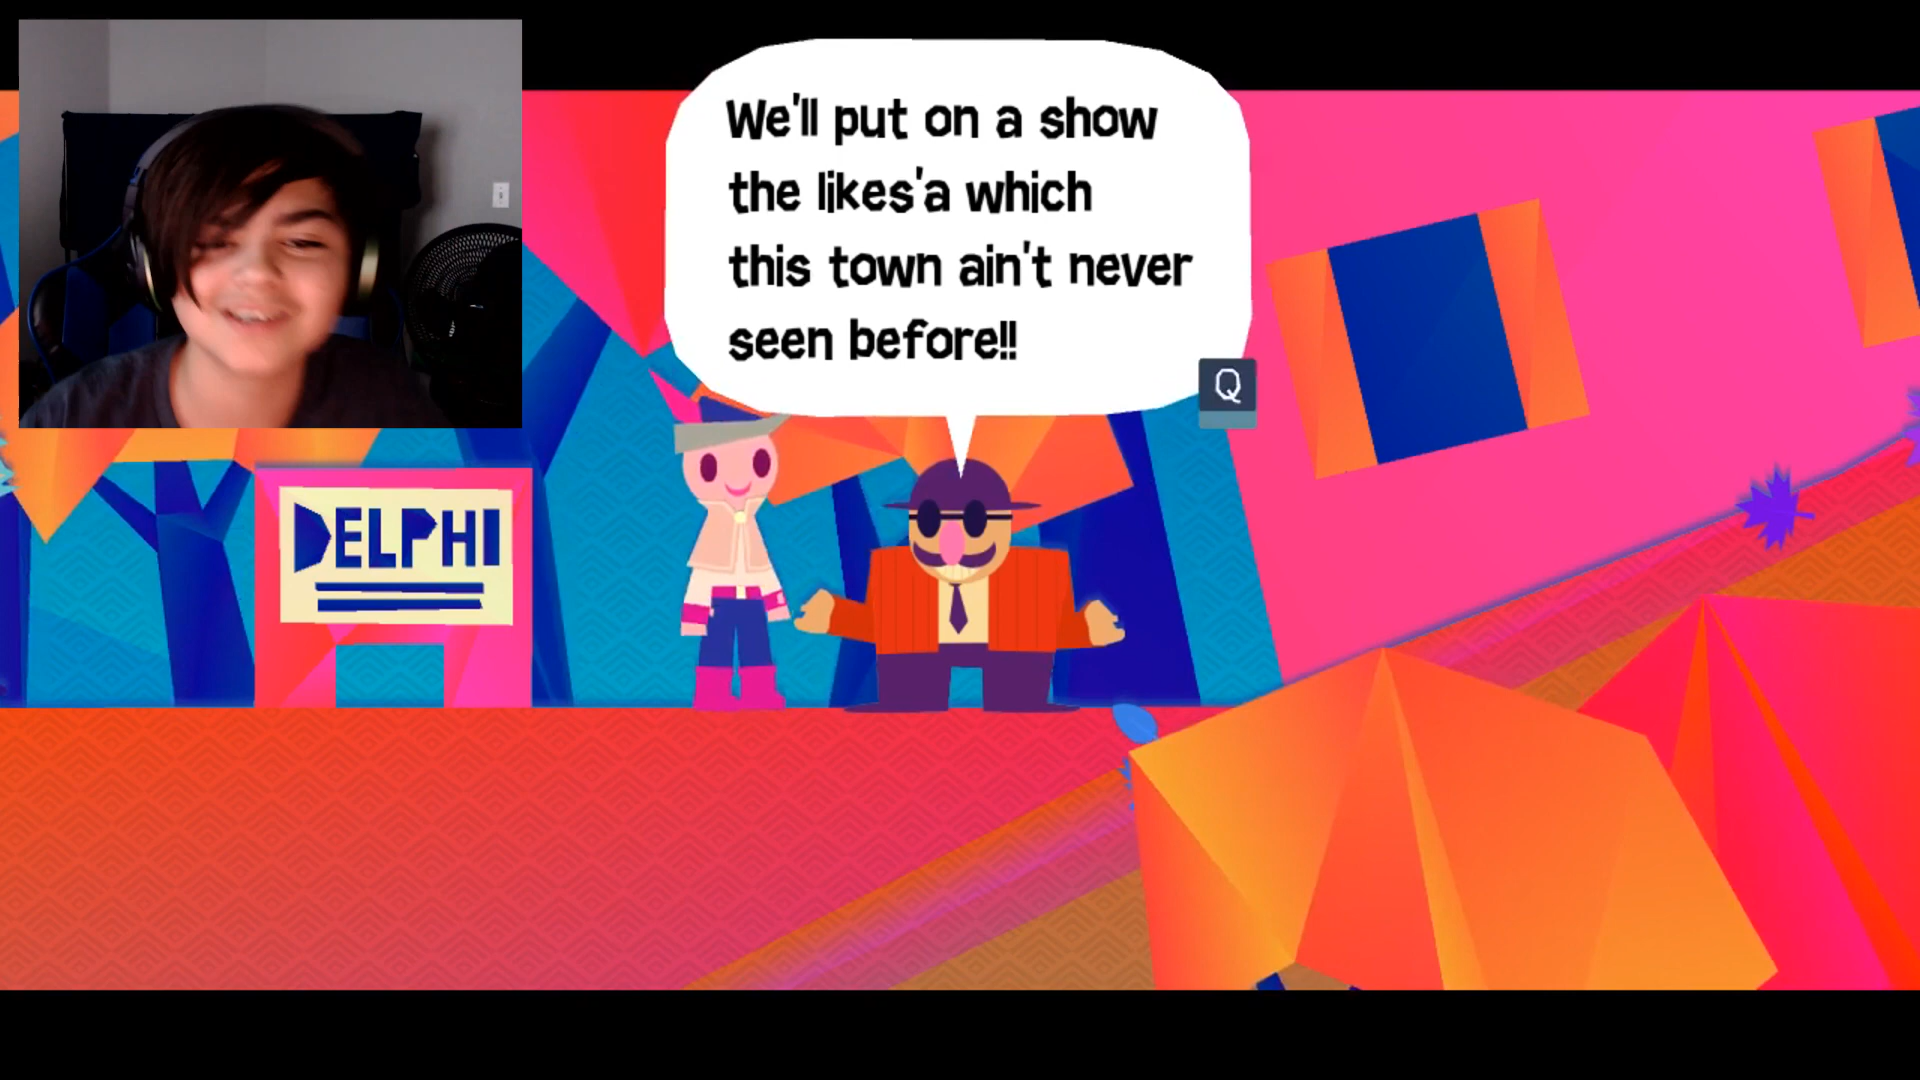 We'll put on a show
the likes'a which
this town ain't never
seen before!!
Q
DELPHI